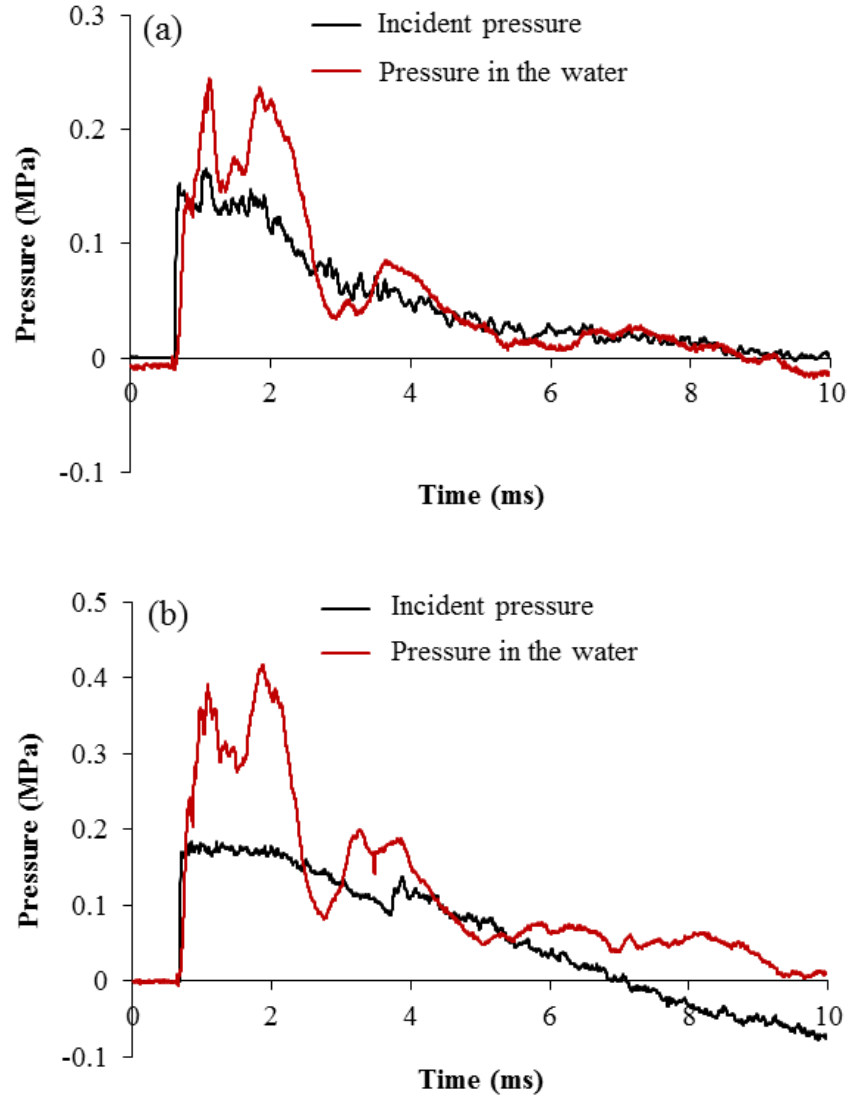 (a)
Incident pressure
Pressure in the water
0.3
0.2
0.1
0
-0.1
Pressure (MPa)
0 2 4 6 8 10
Time (ms)
(b)
Incident pressure
Pressure in the water
0.5
0.4
0.3
0.2
0.1
0
-0.1
Pressure (MPa)
0 2 4 6 8 10
Time (ms)